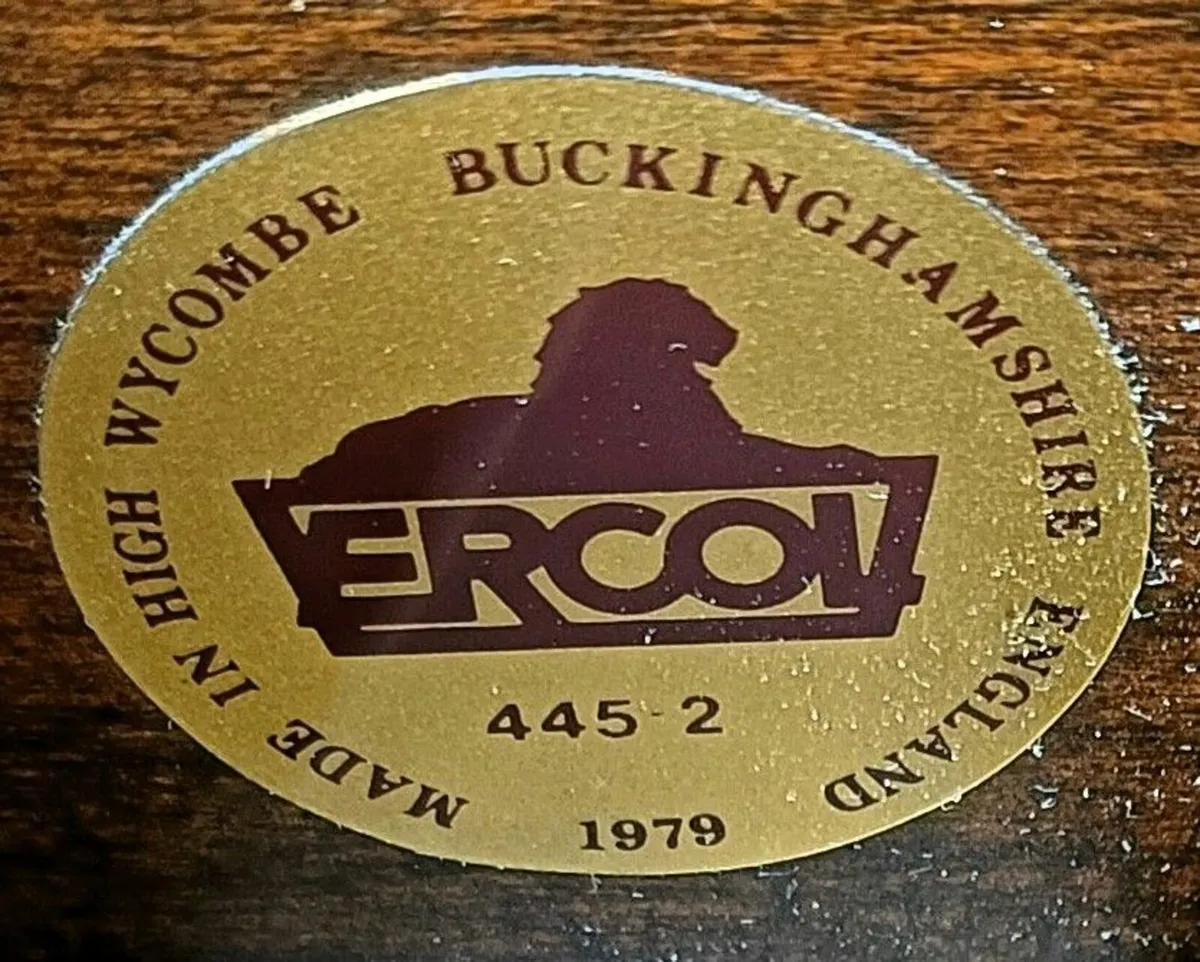 MADE IN HIGH WYCOMBE BUCKINGHAMSHIRE ENGLAND
ERCOL
445-2
1979